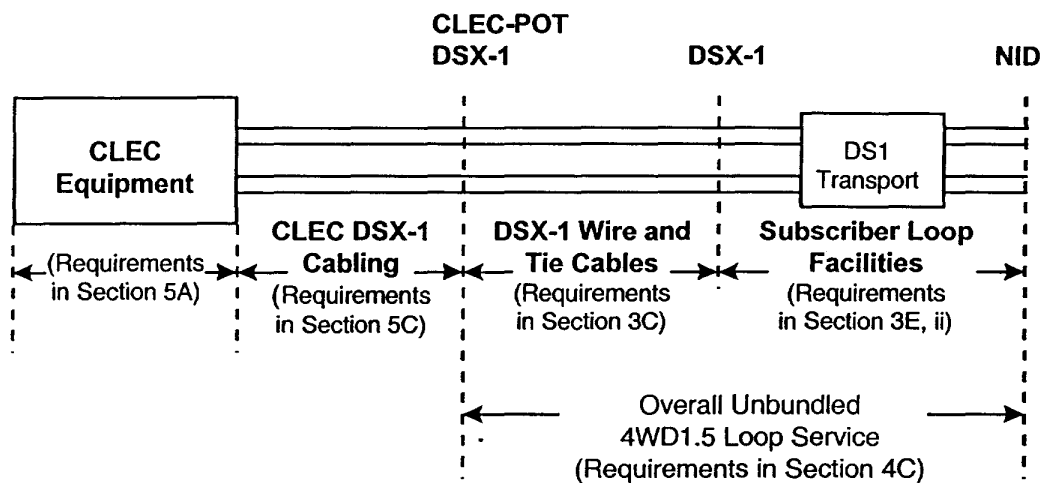 CLEC-POT
DSX-1
DSX-1
NID
CLEC
Equipment
DS1
Transport
(Requirements
in Section 5A)
CLEC DSX-1
Cabling
(Requirements
in Section 5C)
DSX-1 Wire and
Tie Cables
(Requirements
in Section 3C)
Subscriber Loop
Facilities
(Requirements
in Section 3E, ii)
Overall Unbundled
4WD1.5 Loop Service
(Requirements in Section 4C)